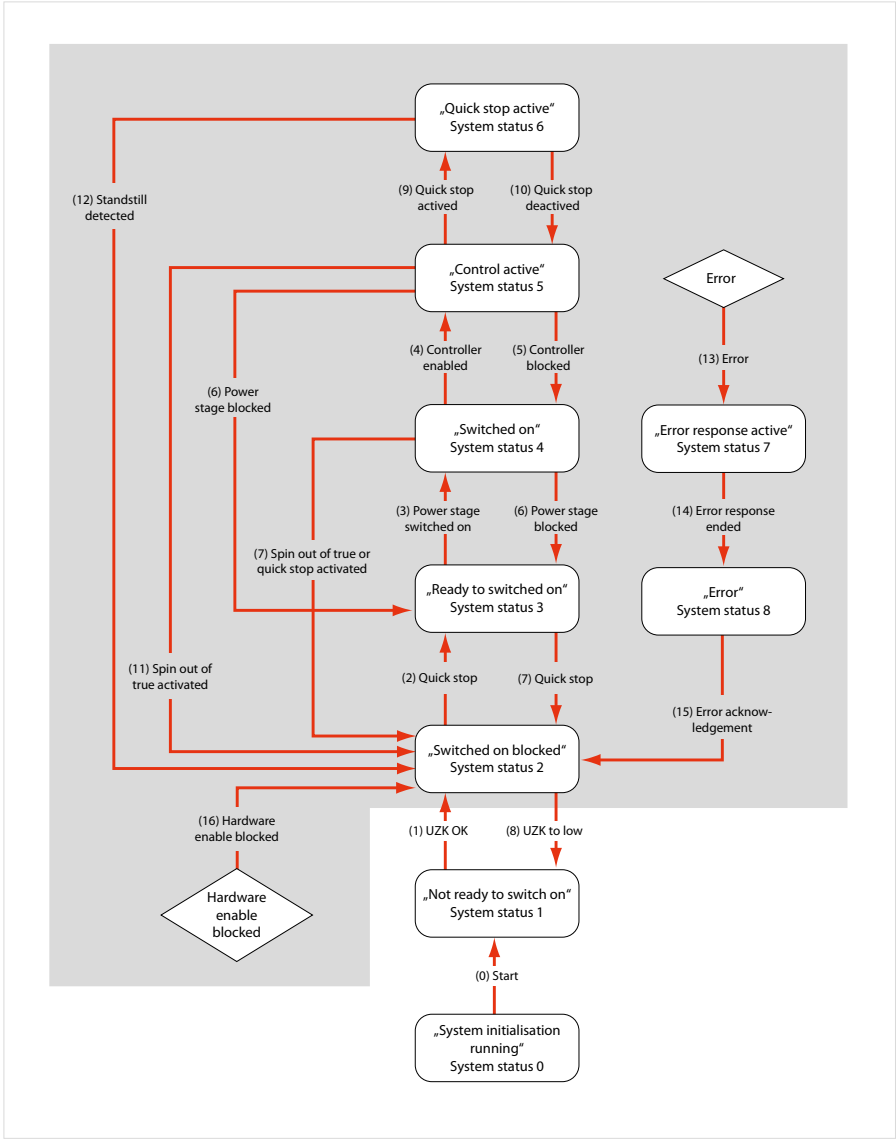 „Quick stop active“
System status 6
(12) Standstill
detected
(9) Quick stop
actived
(10) Quick stop
deactived
„Control active“
System status 5
Error
(4) Controller
enabled
(5) Controller
blocked
(13) Error
(6) Power
stage blocked
„Switched on“
System status 4
„Error response active“
System status 7
(3) Power stage
switched on
(6) Power stage
blocked
(14) Error response
ended
(7) Spin out of true or
quick stop activated
„Ready to switched on“
System status 3
„Error“
System status 8
(11) Spin out of
true activated
(2) Quick stop
(7) Quick stop
(15) Error acknow-
ledgement
„Switched on blocked“
System status 2
(16) Hardware
enable blocked
(1) UZK OK
(8) UZK to low
Hardware
enable
blocked
„Not ready to switch on“
System status 1
(0) Start
„System initialisation
running“
System status 0